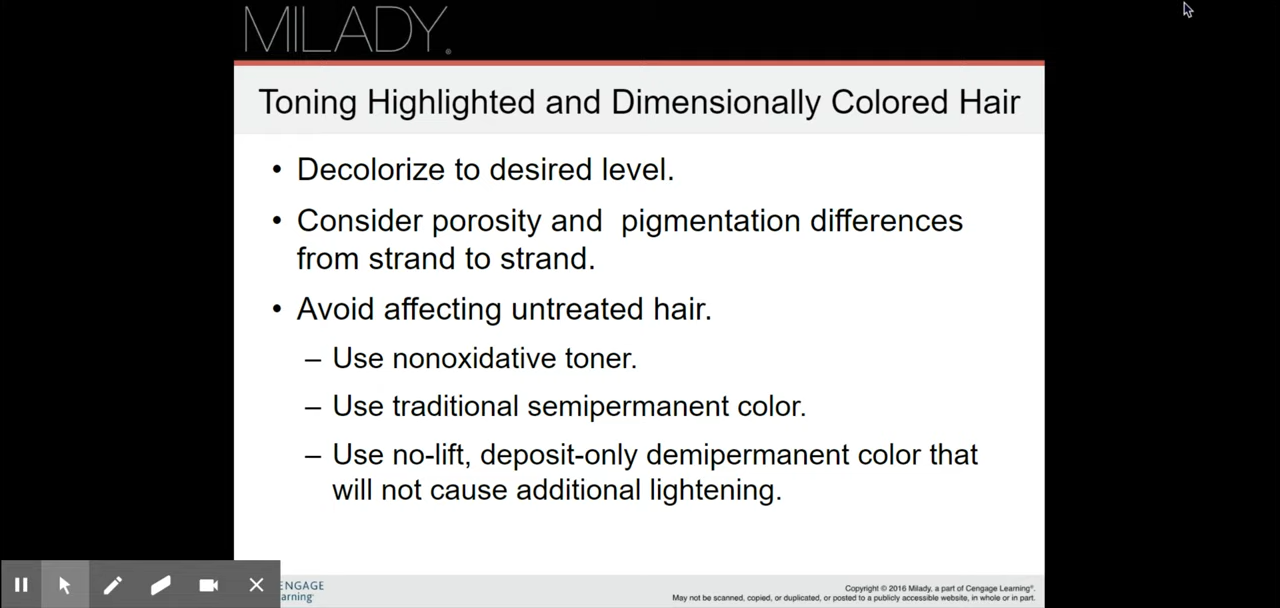 MILADY®
Toning Highlighted and Dimensionally Colored Hair
• Decolorize to desired level.
• Consider porosity and pigmentation differences
from strand to strand.
• Avoid affecting untreated hair.
– Use nonoxidative toner.
– Use traditional semipermanent color.
– Use no-lift, deposit-only demipermanent color that
will not cause additional lightening.
ENGAGE
arning
Copyright © 2016 Milady, a part of Cengage Learning®.
May not be scanned, copied, or duplicated, or posted to a publicly accessible website, in whole or in part.